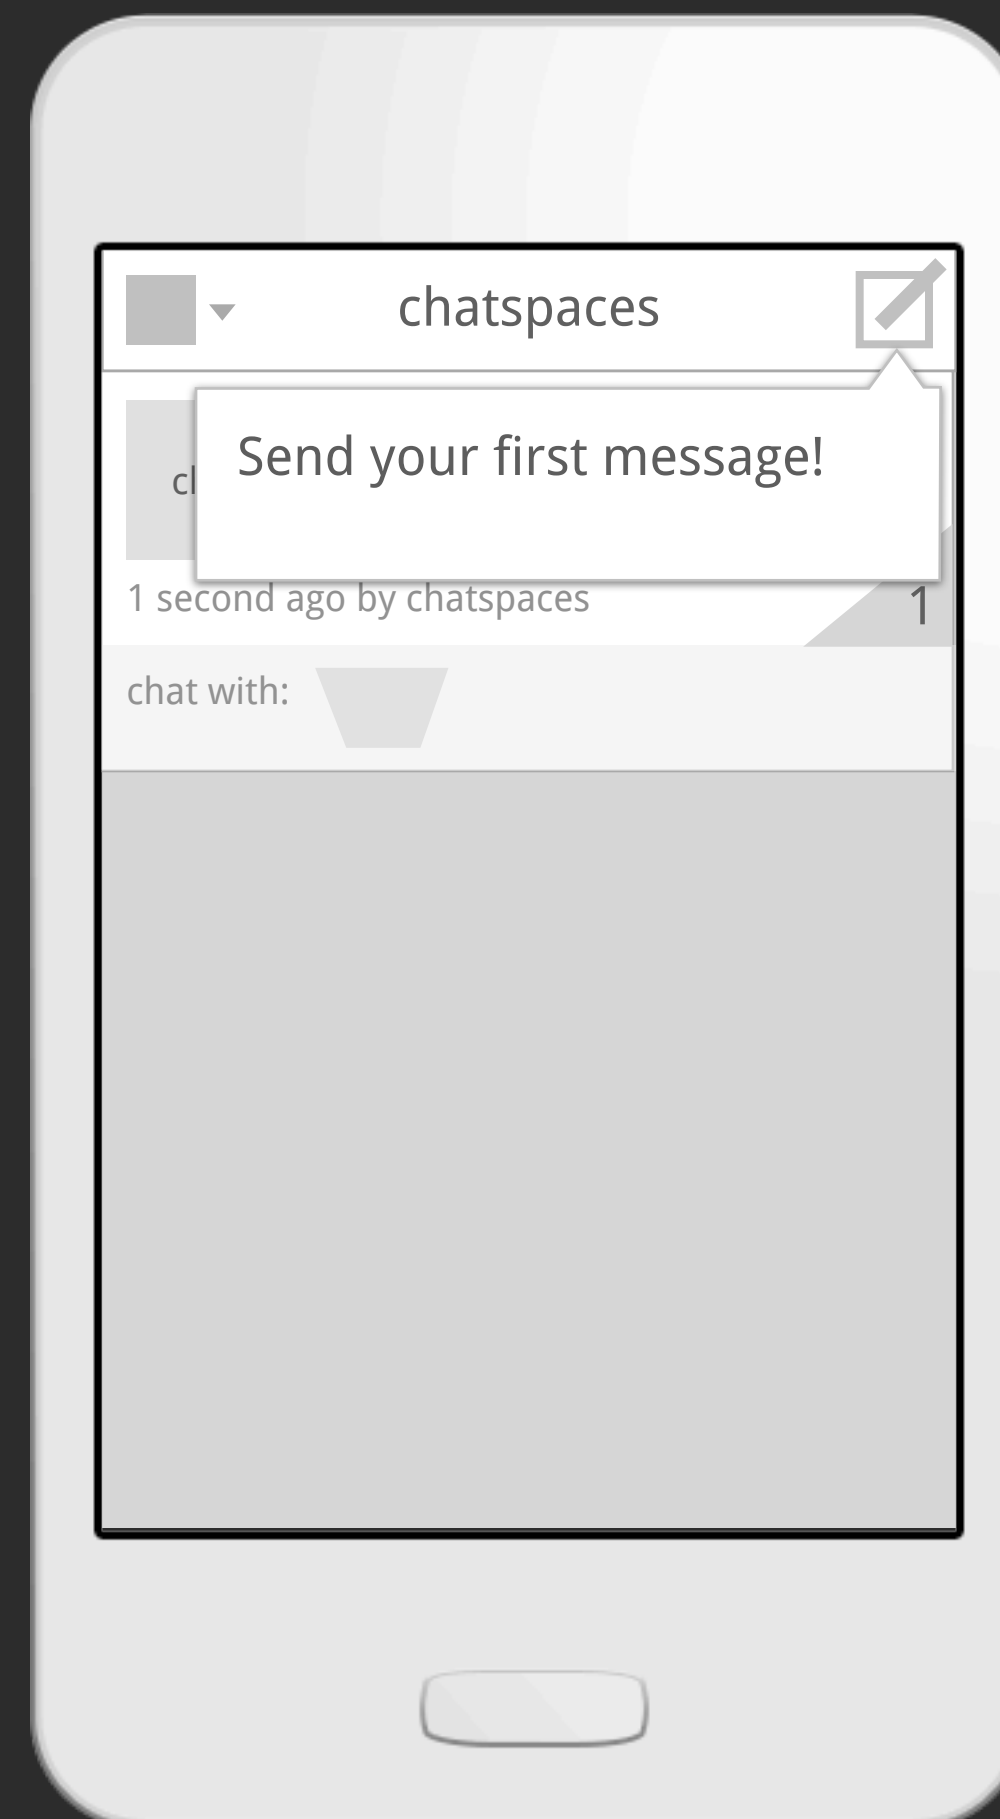 chatspaces
Send your first message!
1 second ago by chatspaces
1
chat with: